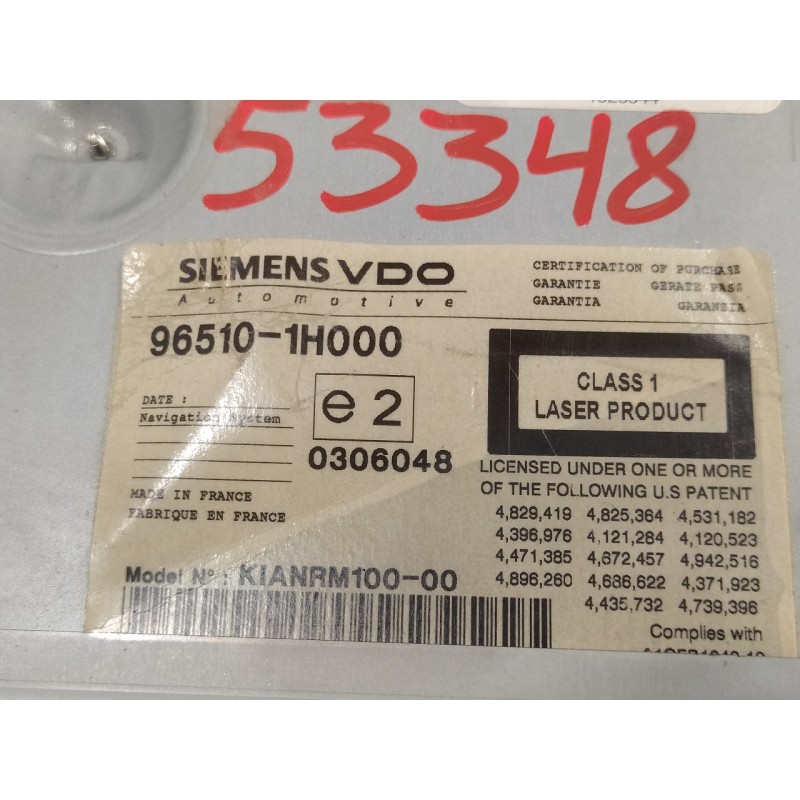 53348
SIEMENS VDO
Automotive
CERTIFICATION OF PURCHASE
GARANTIE GERATE PASS
GARANTIA GARANZIA
96510-1H000
DATE :
Navigation System
e2
0306048
CLASS 1
LASER PRODUCT
LICENSED UNDER ONE OR MORE
OF THE FOLLOWING U.S PATENT
4,829,419 4,825,364 4,531,182
4,396,976 4,121,284 4,120,523
4,471,385 4,672,457 4,942,516
4,896,260 4,686,622 4,371,923
4,435,732 4,739,396
MADE IN FRANCE
FABRIQUE EN FRANCE
Model N° : KIANRM100-00
Complies with